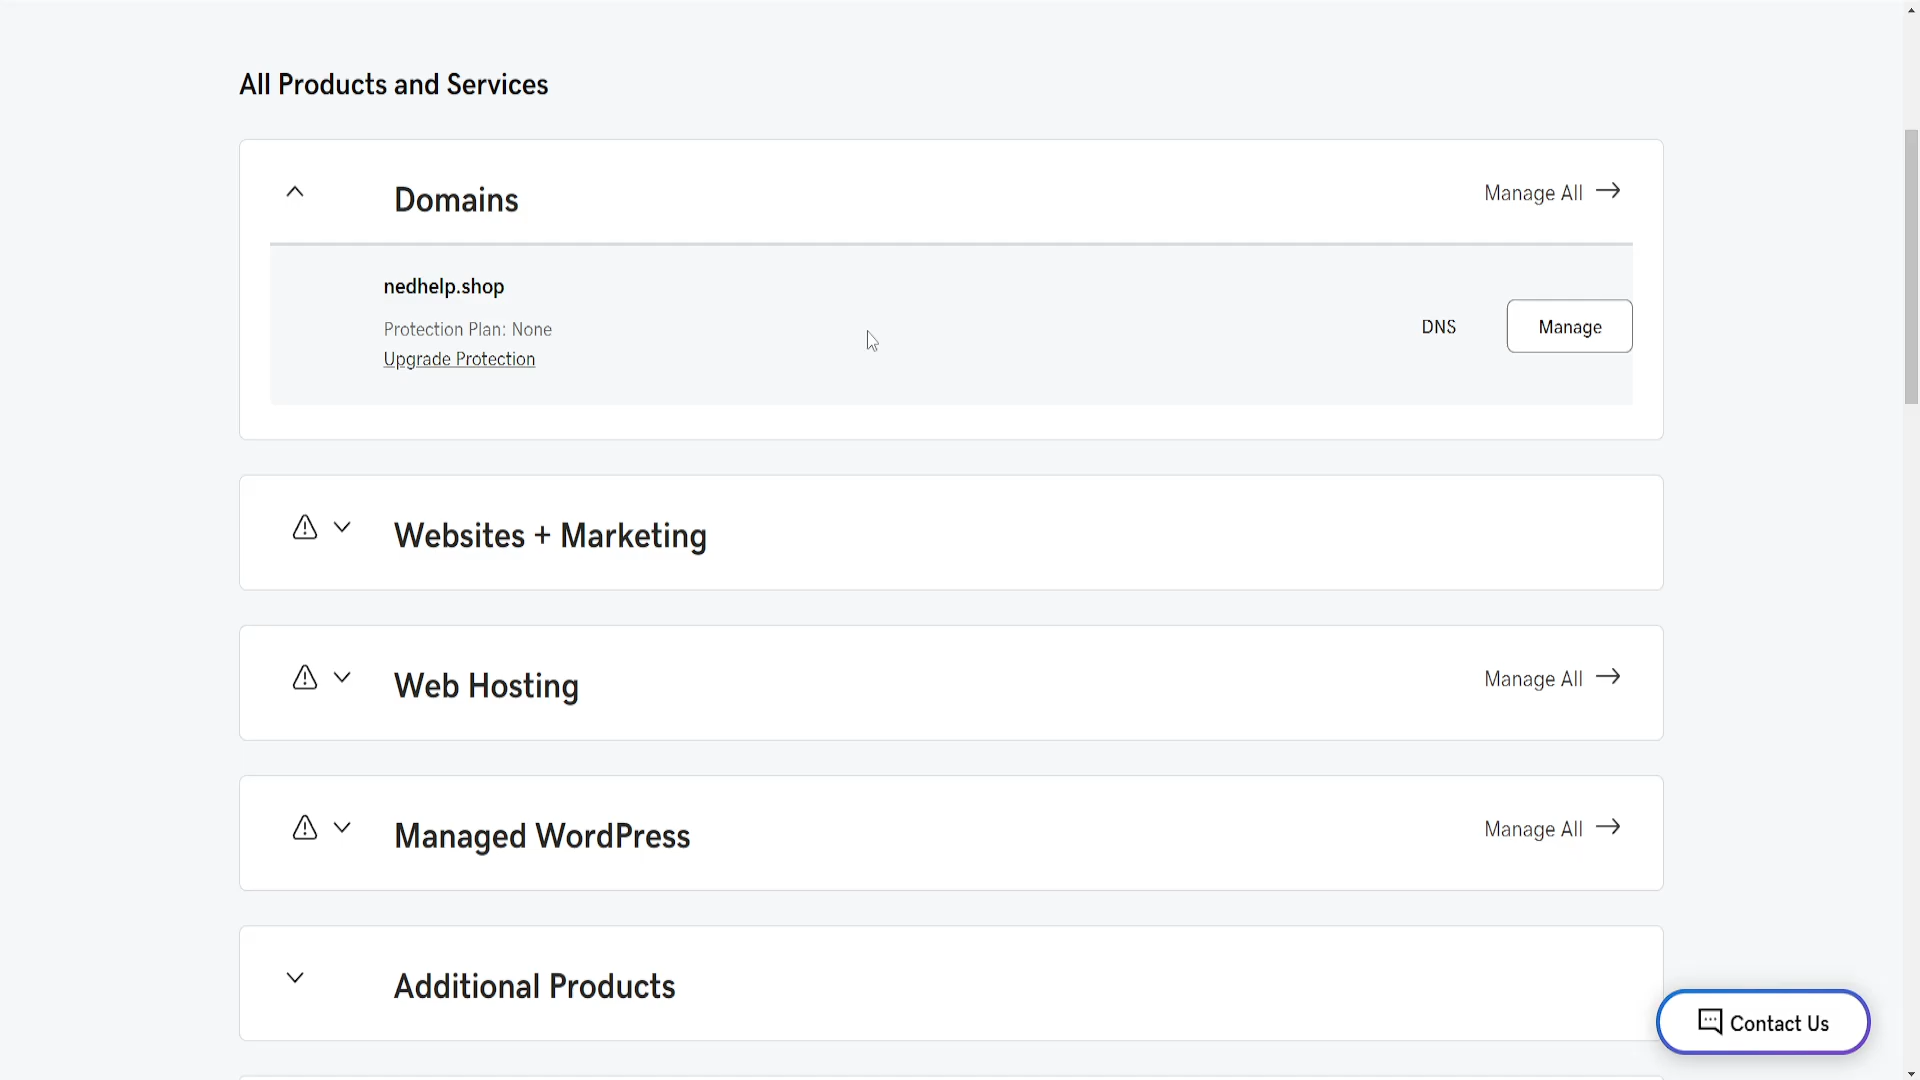 All Products and Services
Domains
Manage All
nedhelp.shop
Protection Plan: None
Upgrade Protection
DNS
Manage
Websites + Marketing
Web Hosting
Manage All
Managed WordPress
Manage All
Additional Products
Contact Us